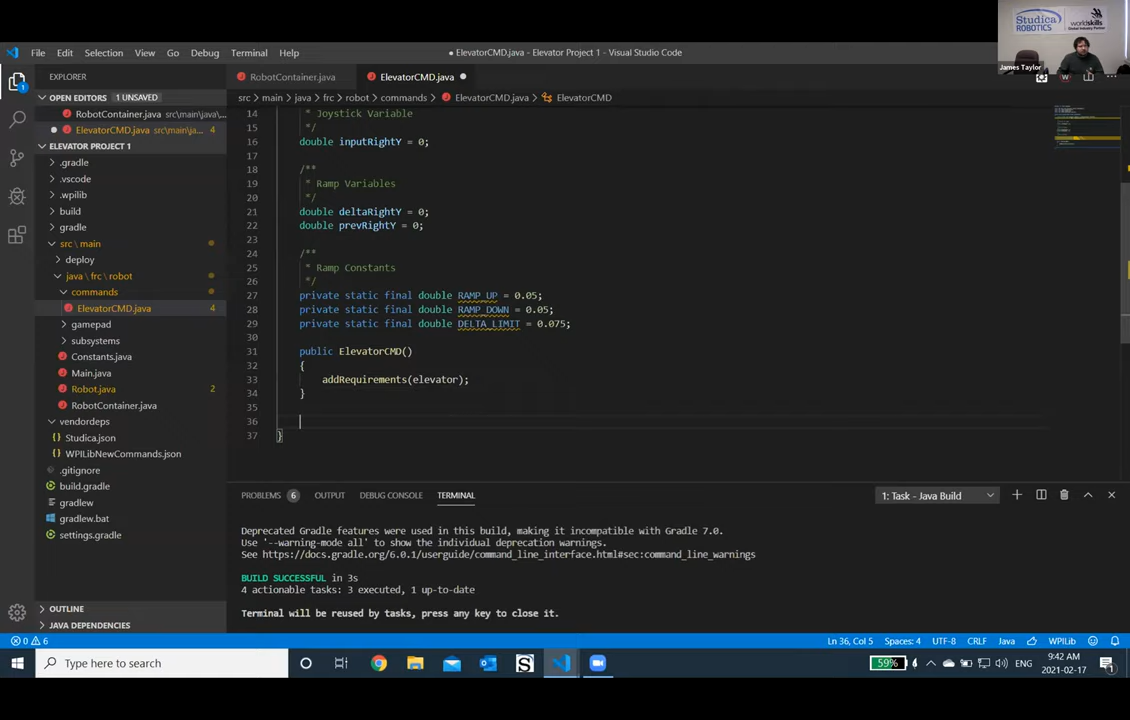 Studica
ROBOTICS
worldskills
Global Industry Partner
James Taylor
File Edit Selection View Go Debug Terminal Help
● ElevatorCMD.java - Elevator Project 1 - Visual Studio Code
EXPLORER
RobotContainer.java
ElevatorCMD.java ●
OPEN EDITORS 1 UNSAVED
src > main > java > frc > robot > commands > ElevatorCMD.java > ElevatorCMD
RobotContainer.java src\main\java\...
ElevatorCMD.java src\main\ja... 4
ELEVATOR PROJECT 1
.gradle
.vscode
.wpilib
build
gradle
src \ main
deploy
java \ frc \ robot
commands
ElevatorCMD.java 4
gamepad
subsystems
Constants.java
Main.java
Robot.java 2
RobotContainer.java
vendordeps
Studica.json
WPILibNewCommands.json
.gitignore
build.gradle
gradlew
gradlew.bat
settings.gradle
OUTLINE
JAVA DEPENDENCIES
14 * Joystick Variable
15 */
16 double inputRightY = 0;
17
18 /**
19 * Ramp Variables
20 */
21 double deltaRightY = 0;
22 double prevRightY = 0;
23
24 /**
25 * Ramp Constants
26 */
27 private static final double RAMP_UP = 0.05;
28 private static final double RAMP_DOWN = 0.05;
29 private static final double DELTA_LIMIT = 0.075;
30
31 public ElevatorCMD()
32 {
33 addRequirements(elevator);
34 }
35
36
37 }
PROBLEMS 6 OUTPUT DEBUG CONSOLE TERMINAL
1: Task - Java Build
Deprecated Gradle features were used in this build, making it incompatible with Gradle 7.0.
Use '--warning-mode all' to show the individual deprecation warnings.
See https://docs.gradle.org/6.0.1/userguide/command_line_interface.html#sec:command_line_warnings
BUILD SUCCESSFUL in 3s
4 actionable tasks: 3 executed, 1 up-to-date
Terminal will be reused by tasks, press any key to close it.
0 6
Ln 36, Col 5 Spaces: 4 UTF-8 CRLF Java WPILib
Type here to search
59%
ENG
9:42 AM
2021-02-17
1